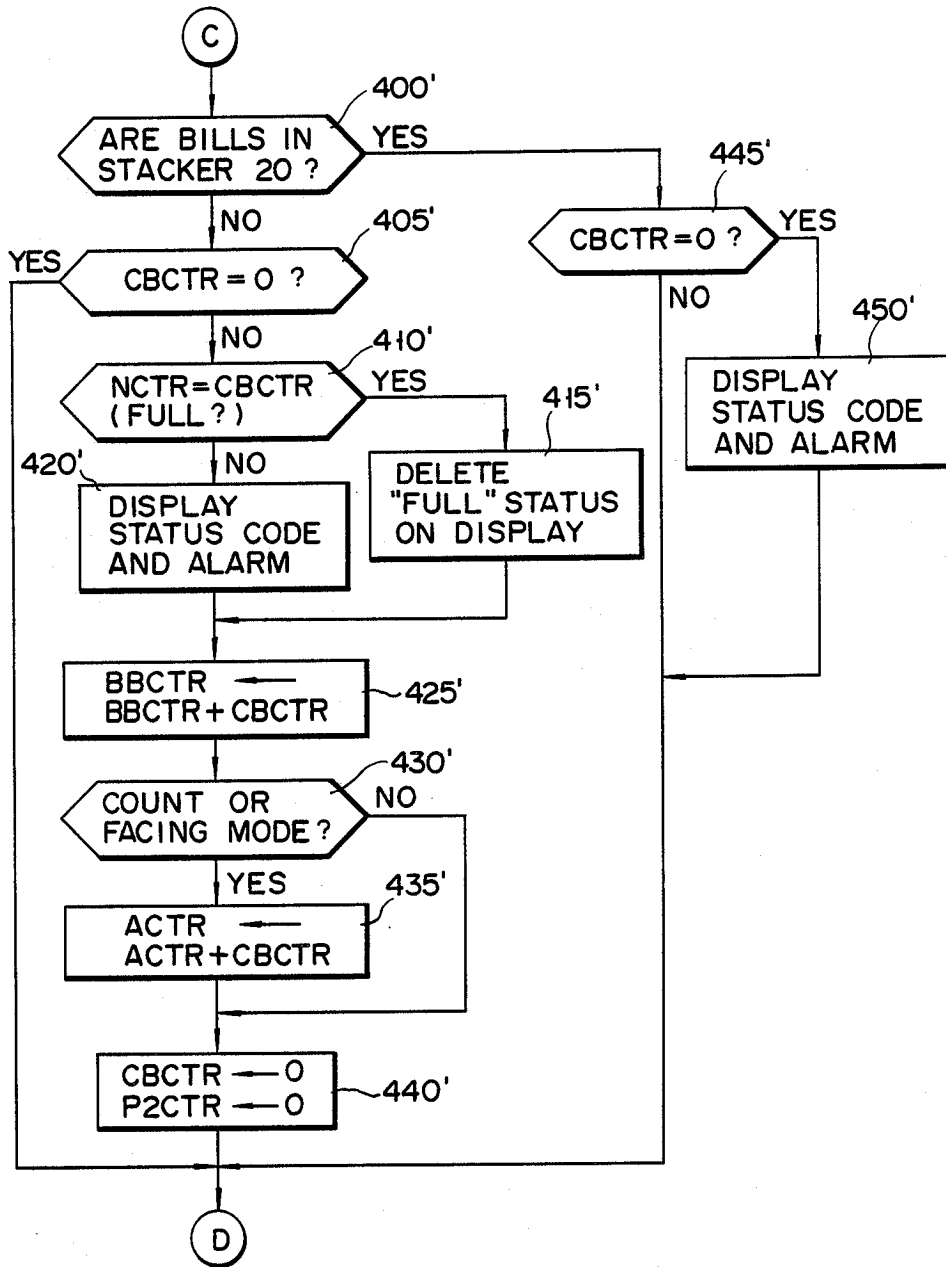 C
400'
ARE BILLS IN
STACKER 20 ?
YES
NO
445'
CBCTR=0 ?
YES
NO
405'
YES
CBCTR=0 ?
NO
410'
NCTR=CBCTR
(FULL?)
YES
NO
450'
DISPLAY
STATUS CODE
AND ALARM
415'
DELETE
"FULL" STATUS
ON DISPLAY
420'
DISPLAY
STATUS CODE
AND ALARM
BBCTR ←
BBCTR+CBCTR
425'
430'
COUNT OR
FACING MODE?
NO
YES
435'
ACTR ←
ACTR+CBCTR
CBCTR ← 0
P2CTR ← 0
440'
D